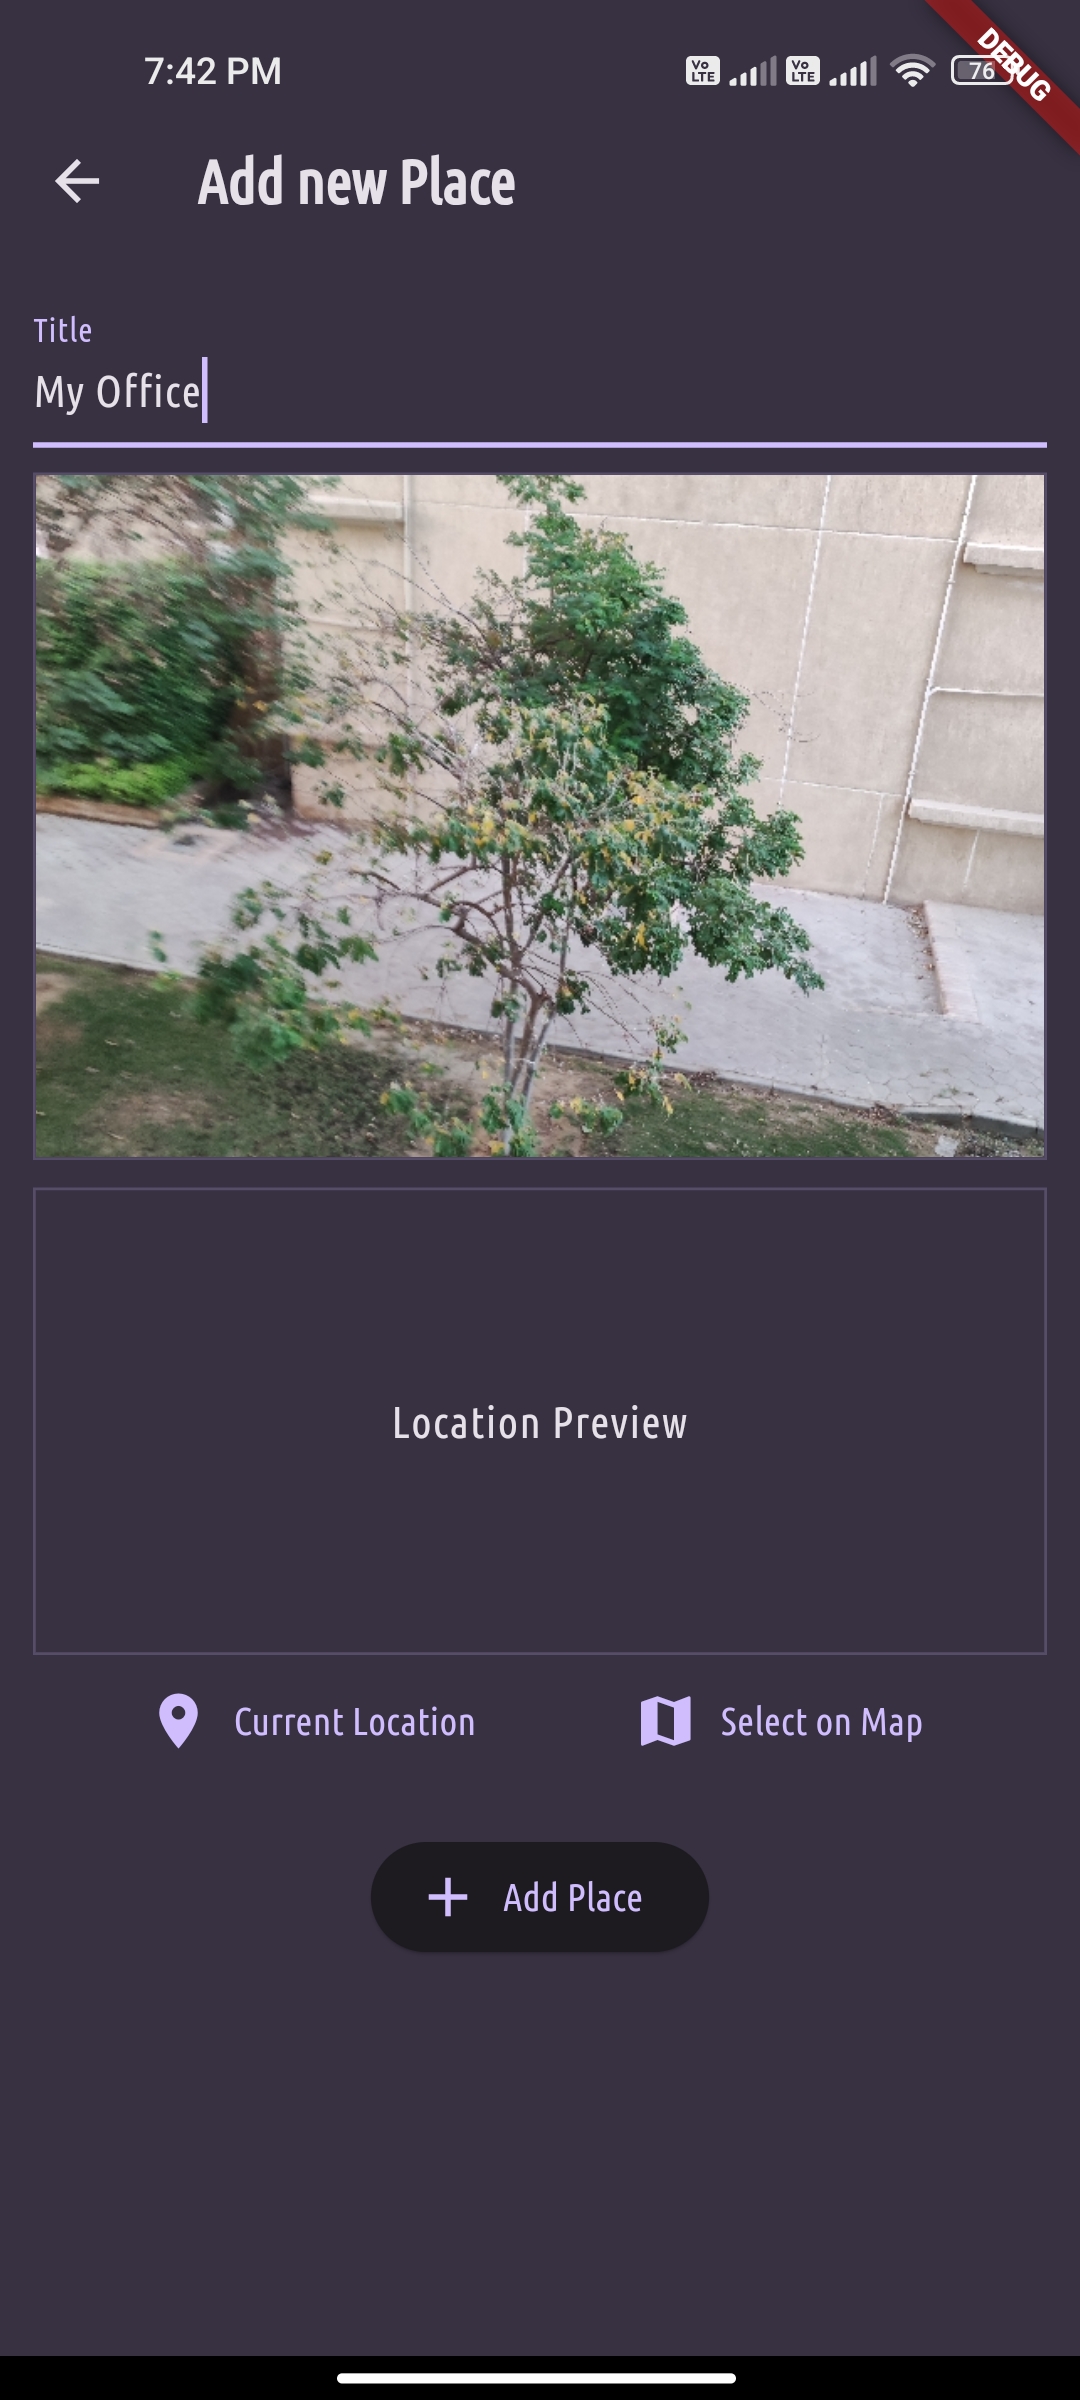 7:42 PM
Vo LTE
Vo LTE
76
DEBUG
Add new Place
Title
My Office
Location Preview
Current Location
Select on Map
Add Place